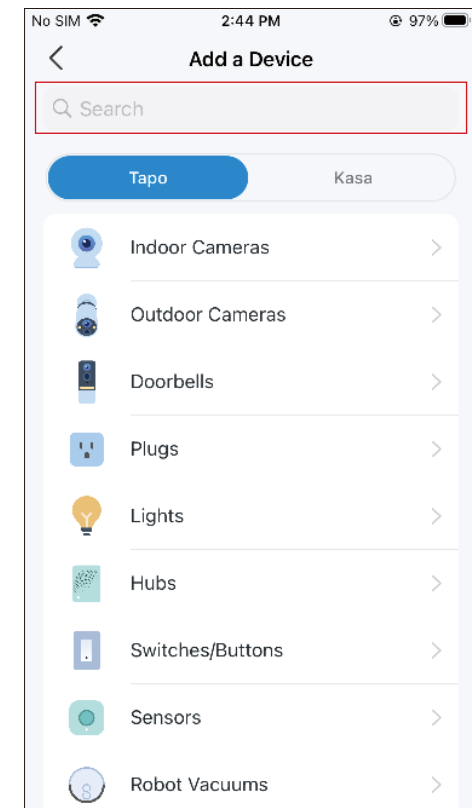 No SIM 2:44 PM 97%
Add a Device
Search
Tapo Kasa
Indoor Cameras
Outdoor Cameras
Doorbells
Plugs
Lights
Hubs
Switches/Buttons
Sensors
Robot Vacuums